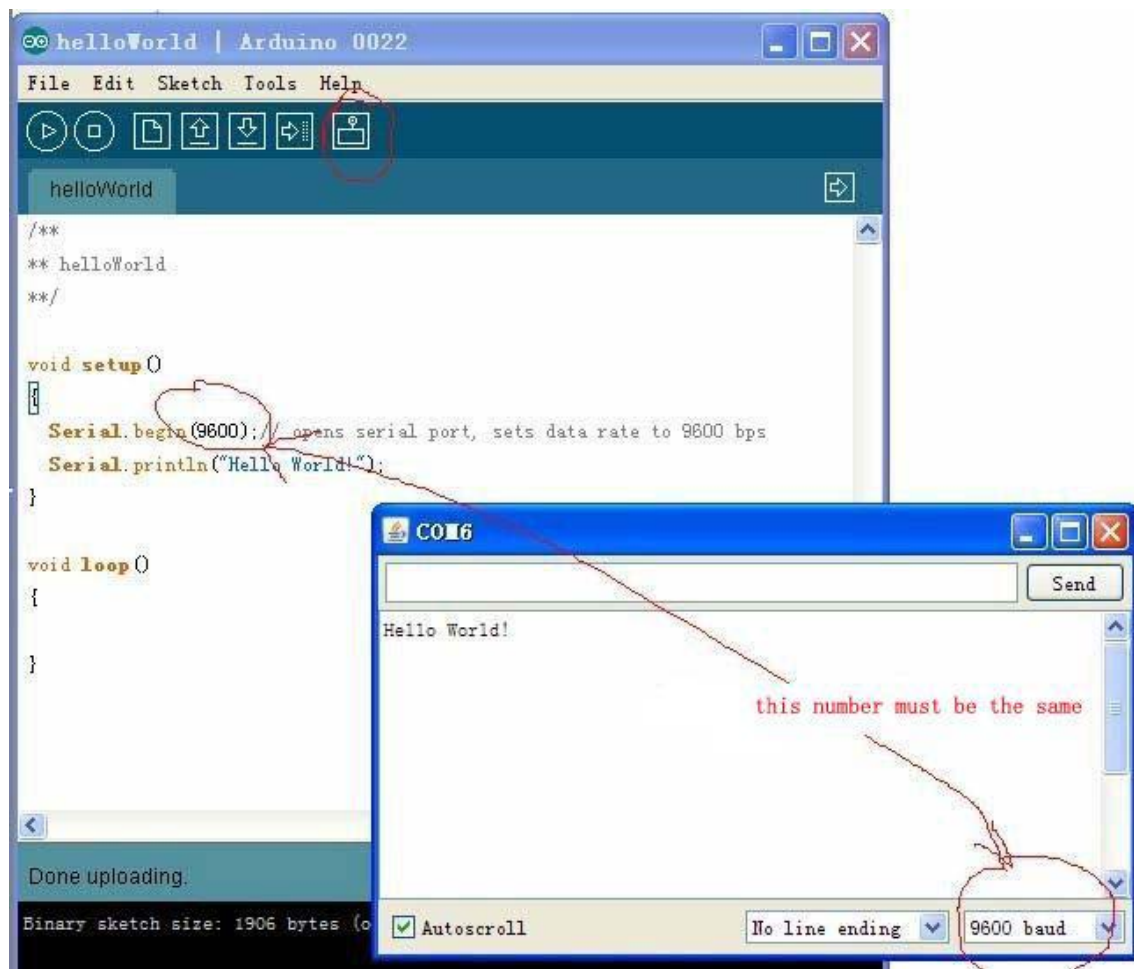 helloWorld | Arduino 0022
File Edit Sketch Tools Help
helloWorld
/**
** helloWorld
**/
void setup()
{
Serial.begin(9600);// opens serial port, sets data rate to 9600 bps
Serial.println("Hello World!");
}
void loop()
{
}
Done uploading.
Binary sketch size: 1906 bytes (o
COM6
Send
Hello World!
this number must be the same
Autoscroll
No line ending
9600 baud